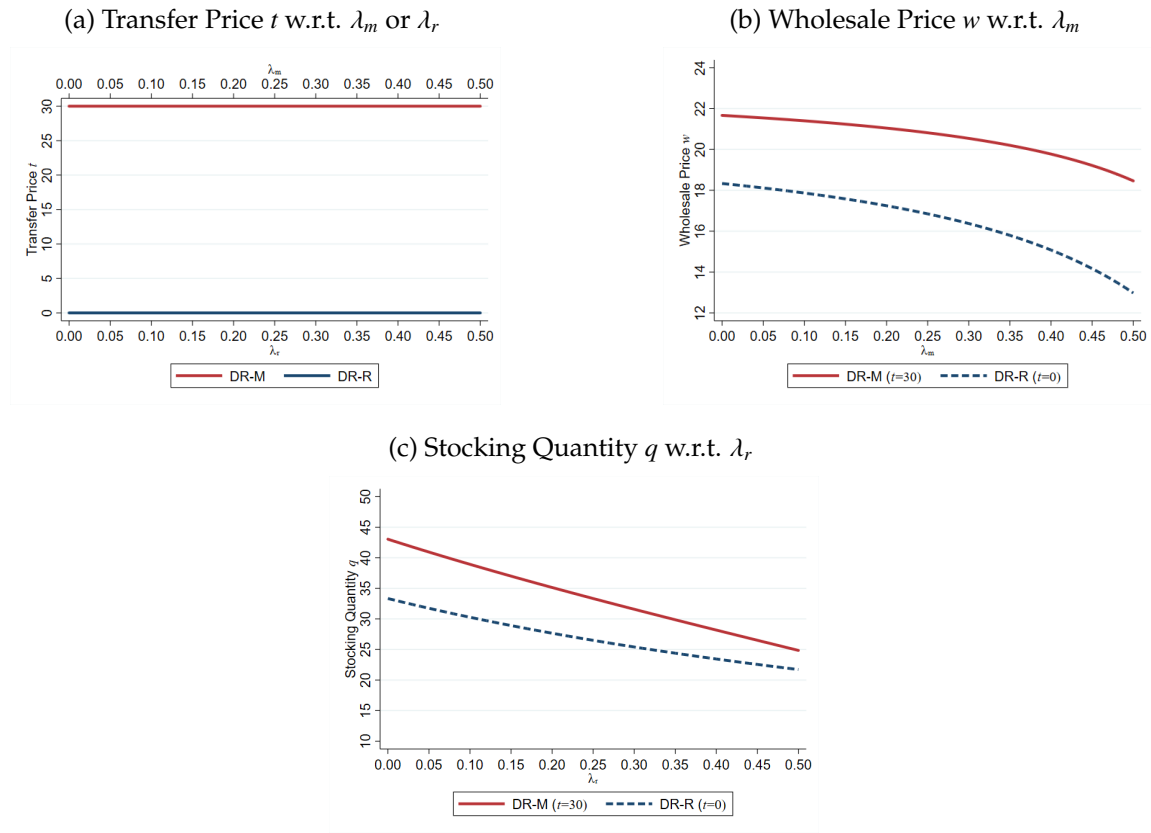 (a) Transfer Price t w.r.t. λm or λr
λm
0.00 0.05 0.10 0.15 0.20 0.25 0.30 0.35 0.40 0.45 0.50
Transfer Price t
30
25
20
15
10
5
0
0.00 0.05 0.10 0.15 0.20 0.25 0.30 0.35 0.40 0.45 0.50
λr
DR-M DR-R
(b) Wholesale Price w w.r.t. λm
Wholesale Price w
24
22
20
18
16
14
12
0.00 0.05 0.10 0.15 0.20 0.25 0.30 0.35 0.40 0.45 0.50
λm
DR-M (t=30) DR-R (t=0)
(c) Stocking Quantity q w.r.t. λr
Stocking Quantity q
50
45
40
35
30
25
20
15
10
0.00 0.05 0.10 0.15 0.20 0.25 0.30 0.35 0.40 0.45 0.50
λr
DR-M (t=30) DR-R (t=0)